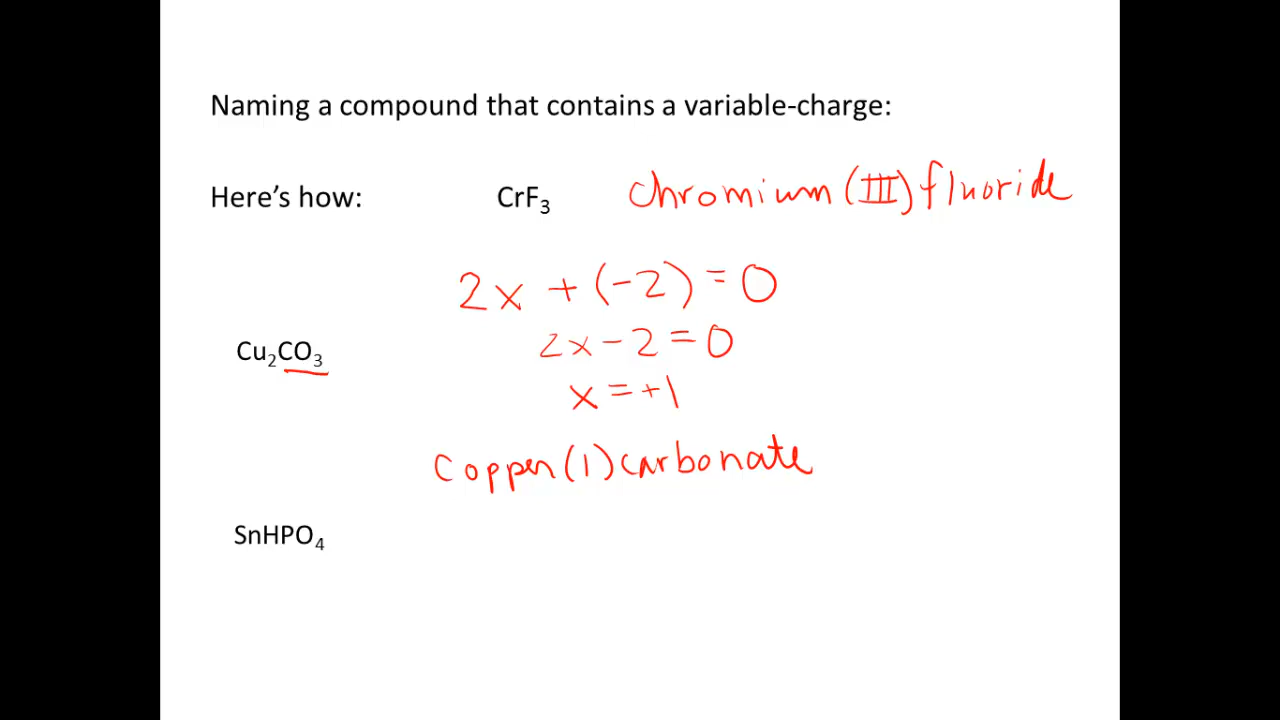 Naming a compound that contains a variable-charge:
Here’s how: CrF₃ chromium (III) fluoride
2x + (-2) = 0
2x - 2 = 0
Cu₂CO₃
x = +1
copper (I) carbonate
SnHPO₄